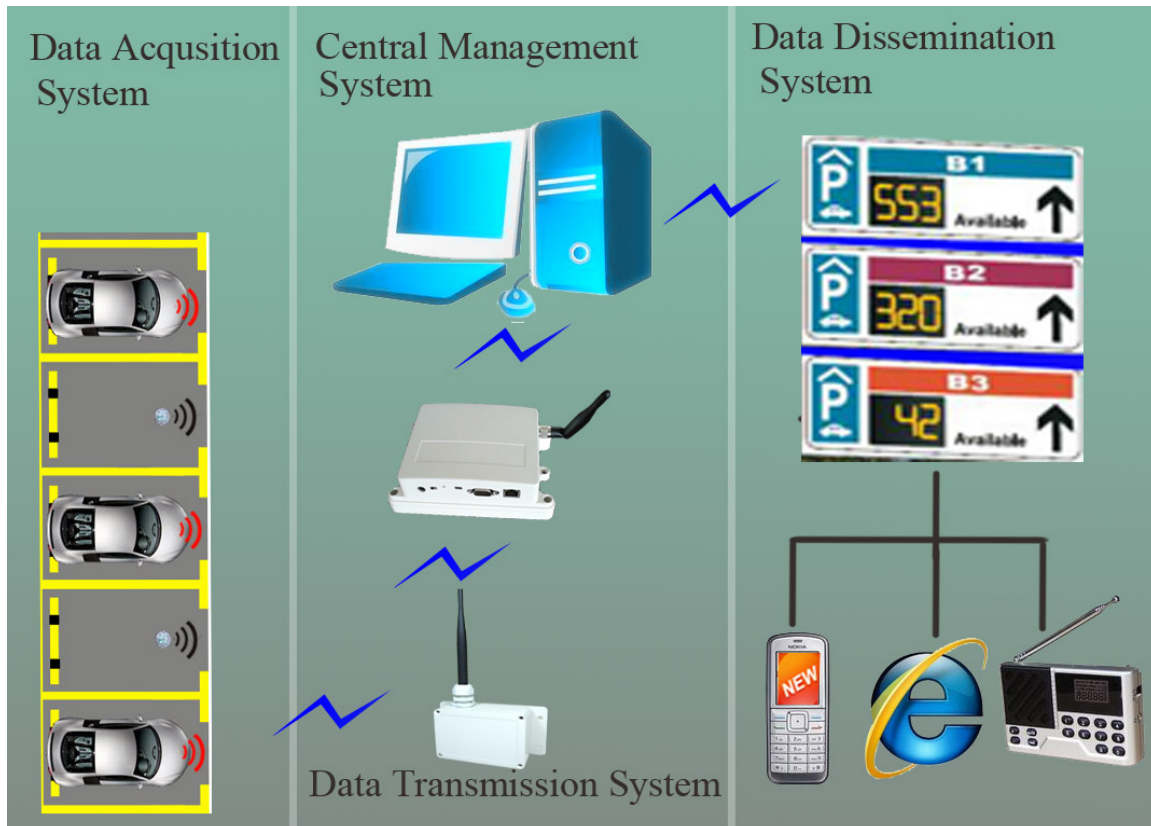 Data Acqusition
System
Central Management
System
Data Dissemination
System
B1
P
553
Available
B2
P
320
Available
B3
P
42
Available
NOKIA
NEW
Data Transmission System